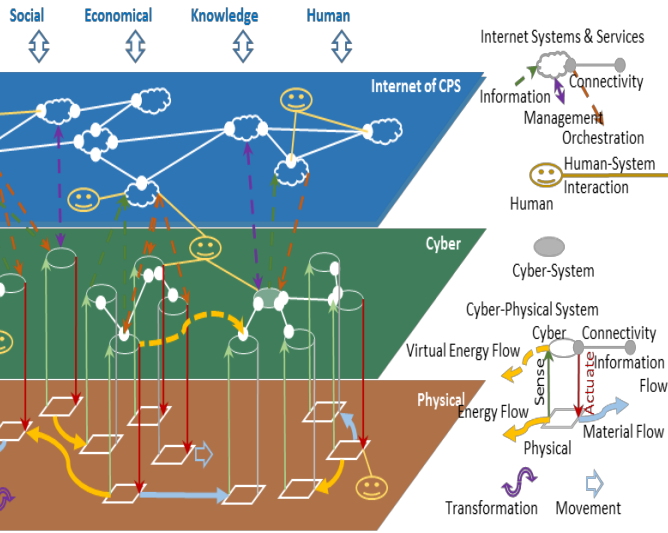 Social Economical Knowledge Human
Internet of CPS
Cyber
Physical
Internet Systems & Services
Connectivity
Information
Management
Orchestration
Human-System
Interaction
Human
Cyber-System
Cyber-Physical System
Cyber Connectivity
Virtual Energy Flow
Information
Flow
Sense
Actuate
Energy Flow
Material Flow
Physical
Transformation Movement